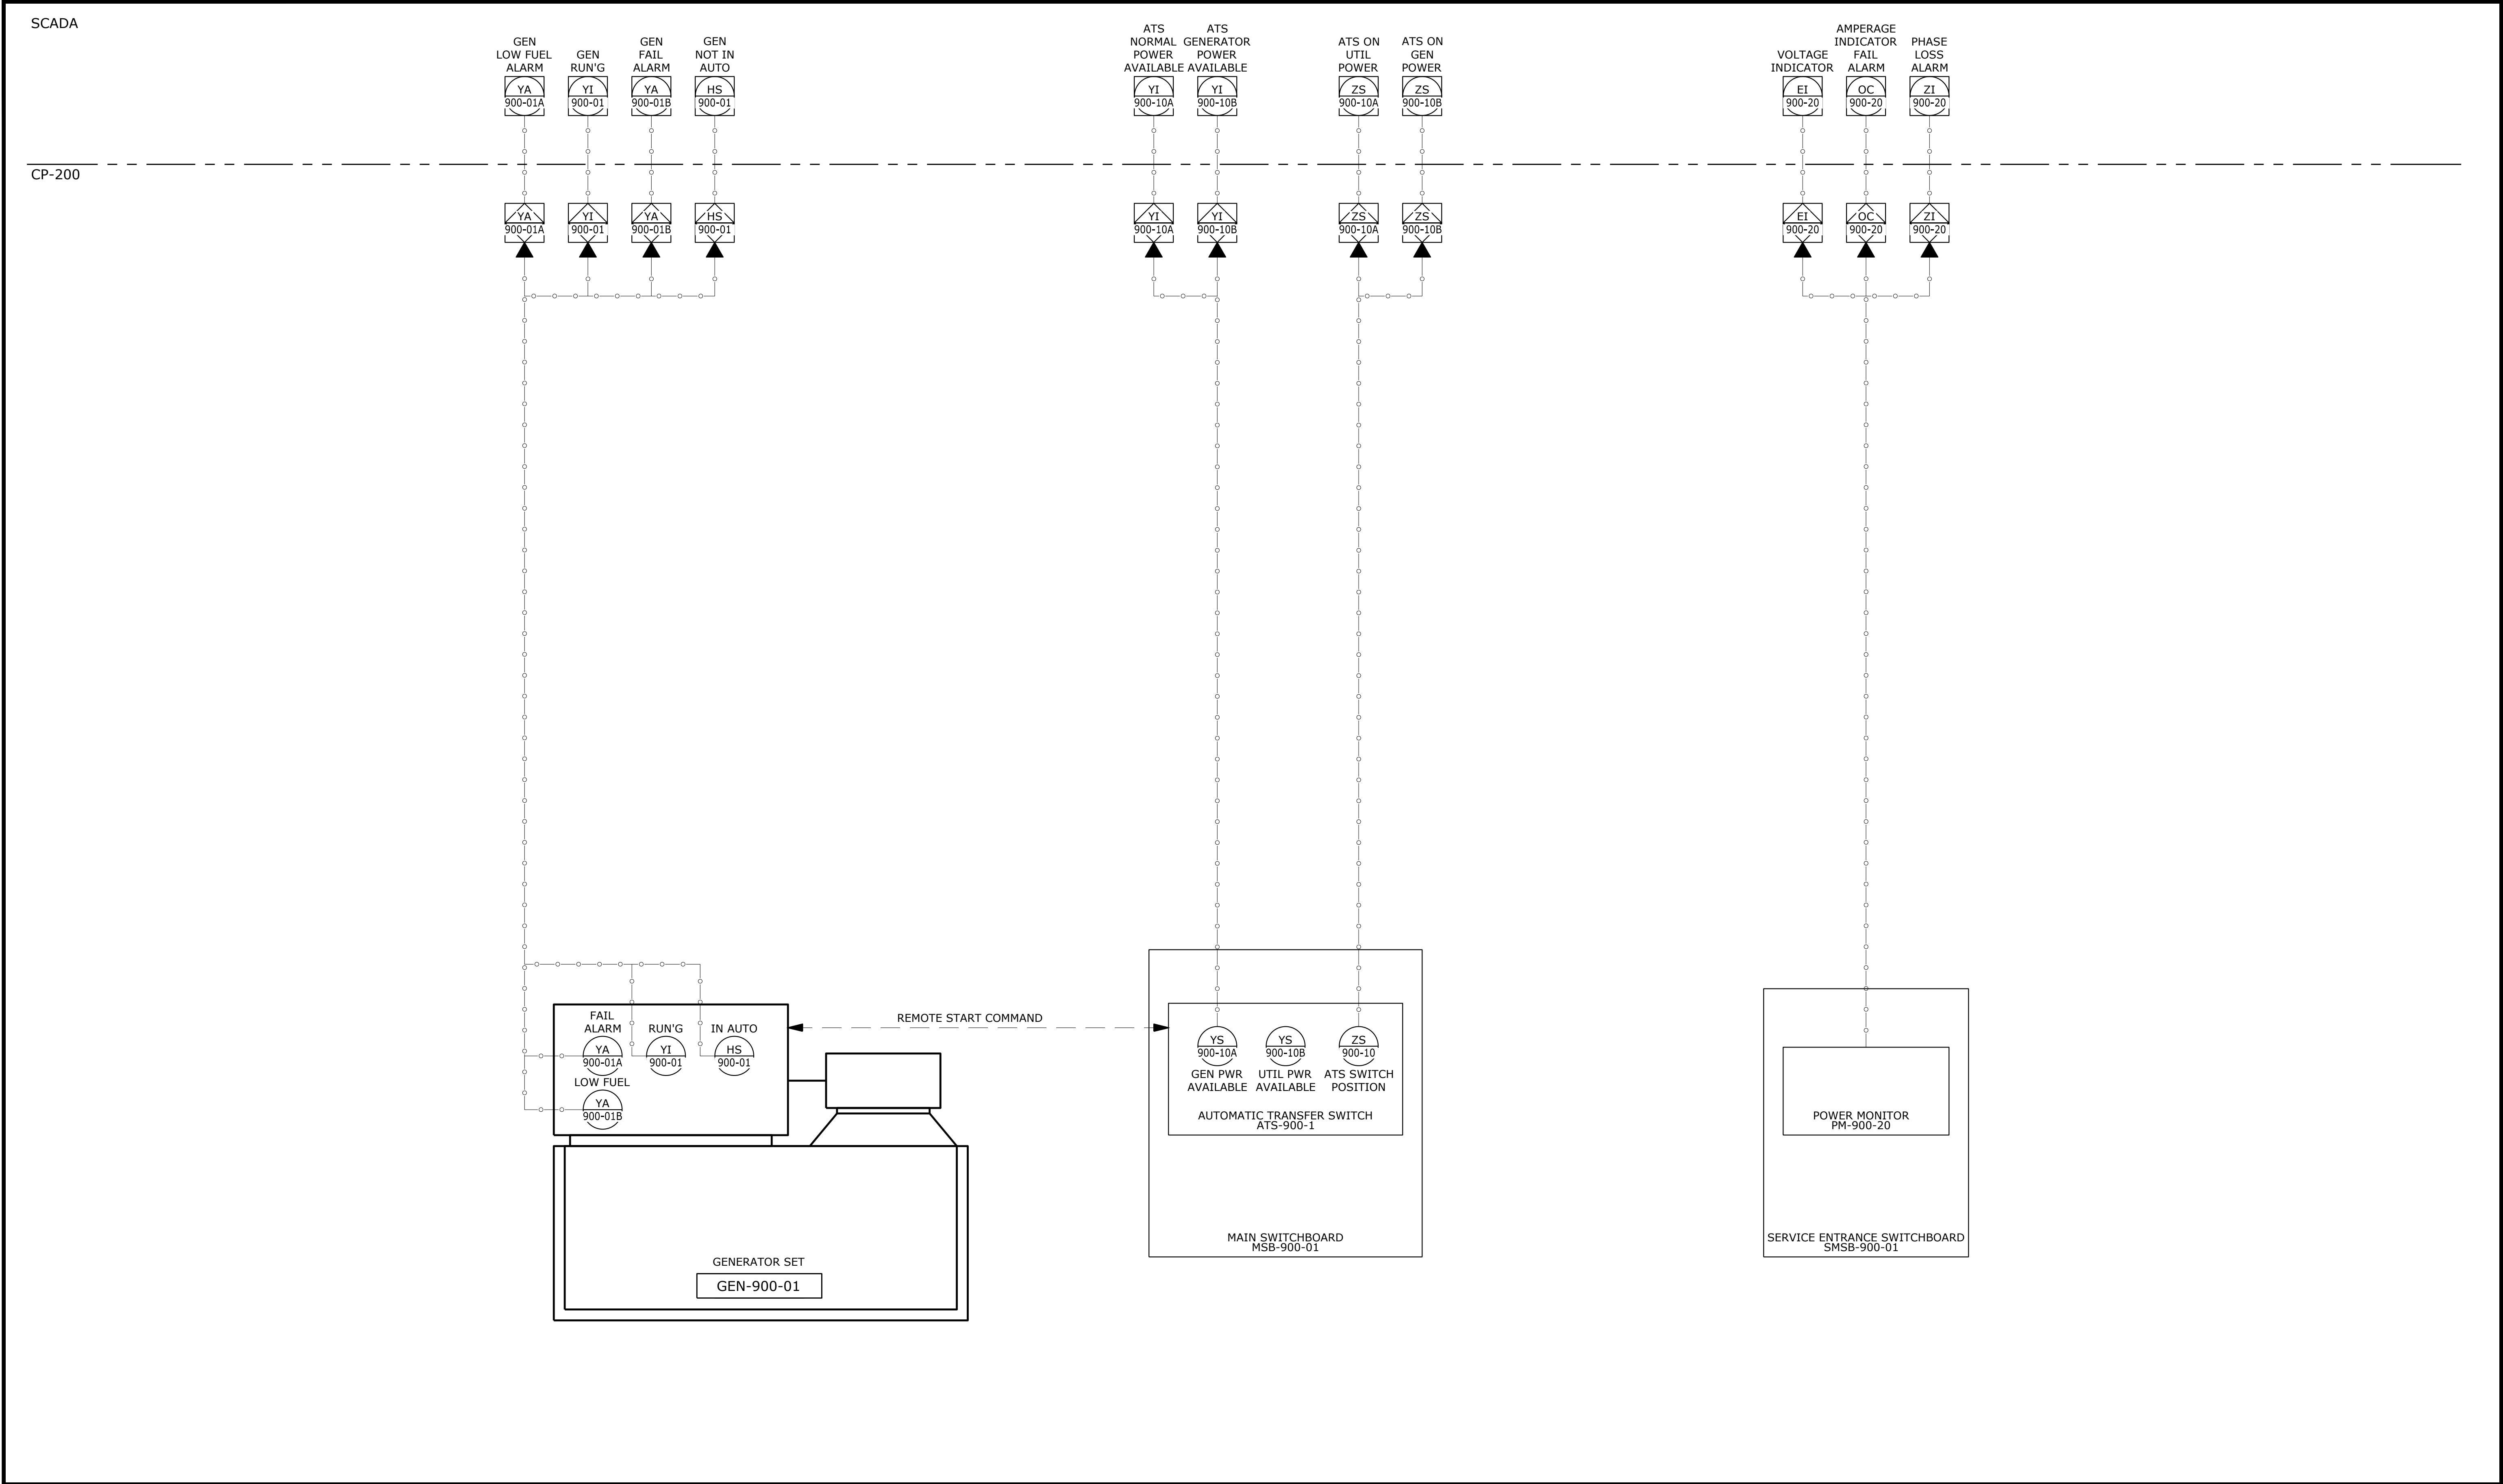 SCADA
GEN
LOW FUEL
ALARM
GEN
RUN'G
GEN
FAIL
ALARM
GEN
NOT IN
AUTO
ATS
NORMAL
POWER
AVAILABLE
ATS
GENERATOR
POWER
AVAILABLE
ATS ON
UTIL
POWER
ATS ON
GEN
POWER
VOLTAGE
INDICATOR
AMPERAGE
INDICATOR
FAIL
ALARM
PHASE
LOSS
ALARM
YA
900-01A
YI
900-01
YA
900-01B
HS
900-01
YI
900-10A
YI
900-10B
ZS
900-10A
ZS
900-10B
EI
900-20
OC
900-20
ZI
900-20
CP-200
YA
900-01A
YI
900-01
YA
900-01B
HS
900-01
YI
900-10A
YI
900-10B
ZS
900-10A
ZS
900-10B
EI
900-20
OC
900-20
ZI
900-20
FAIL
ALARM
YA
900-01A
RUN'G
YI
900-01
IN AUTO
HS
900-01
LOW FUEL
YA
900-01B
REMOTE START COMMAND
YS
900-10A
GEN PWR
AVAILABLE
YS
900-10B
UTIL PWR
AVAILABLE
ZS
900-10
ATS SWITCH
POSITION
AUTOMATIC TRANSFER SWITCH
ATS-900-1
POWER MONITOR
PM-900-20
MAIN SWITCHBOARD
MSB-900-01
SERVICE ENTRANCE SWITCHBOARD
SMSB-900-01
GENERATOR SET
GEN-900-01